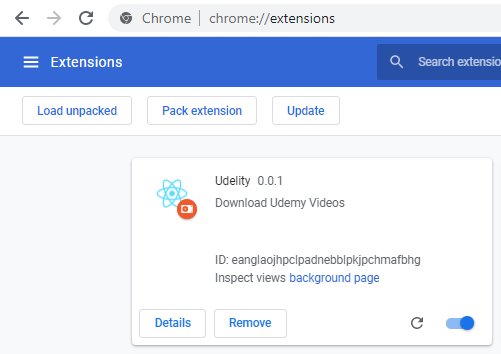 Chrome chrome://extensions
Extensions
Search extensio
Load unpacked Pack extension Update
Udelity 0.0.1
Download Udemy Videos
ID: eanglaojhpclpadnebblpkjpchmafbhg
Inspect views background page
Details Remove